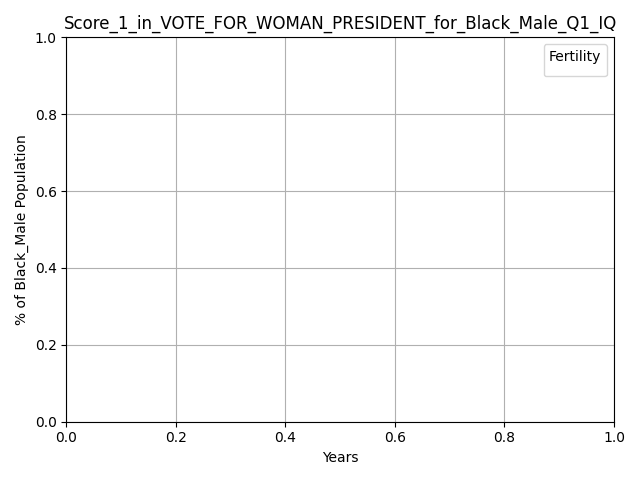 Score_1_in_VOTE_FOR_WOMAN_PRESIDENT_for_Black_Male_Q1_IQ
Fertility
% of Black_Male Population
1.0
0.8
0.6
0.4
0.2
0.0
0.0 0.2 0.4 0.6 0.8 1.0
Years